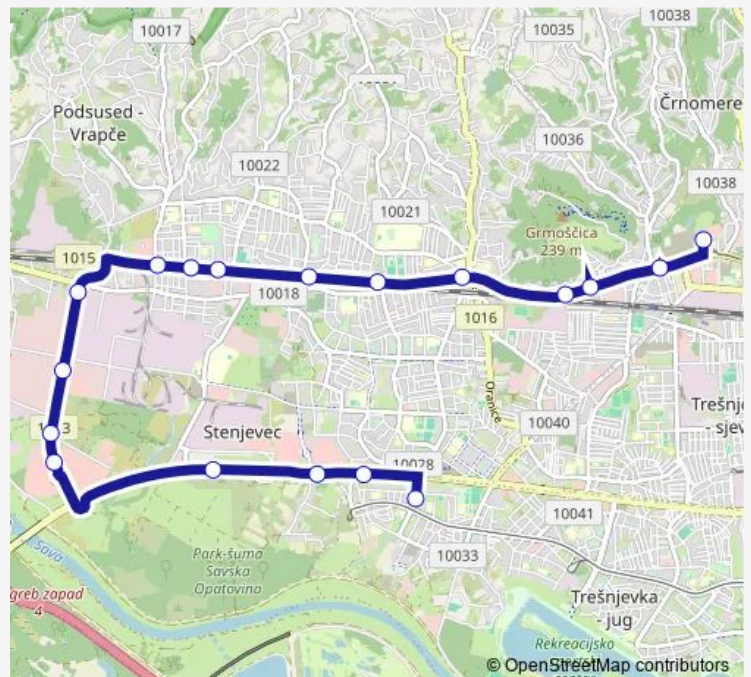 10038
10017
10035
Podsused -
Vrapče
Črnomere
10036
10022
10038
10021
Grmoščica
239 m
1015
10018
1016
Oranice
Trešnj
- sjev
10040
Stenjevec
10028
10041
10033
Sava
Park-šuma
Savska
Opatovina
greb zapad
4
Trešnjevka
- jug
Rekreacijsko
© OpenStreetMap contributors